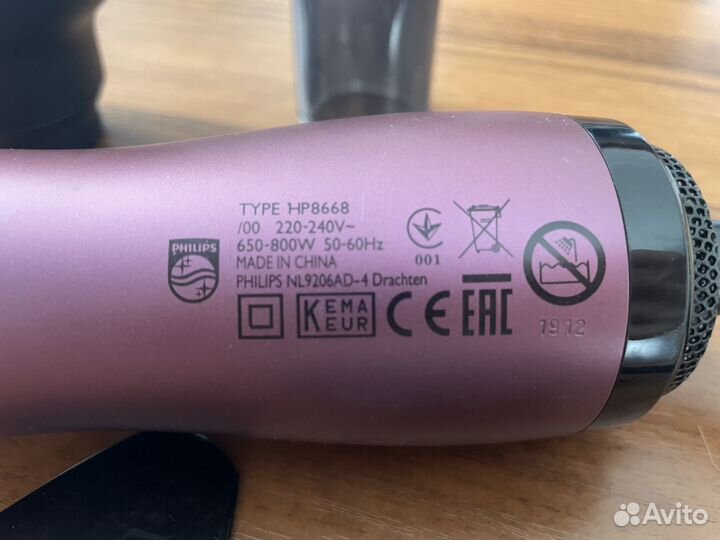 TYPE HP8668
/00 220-240V~
650-800W 50-60Hz
MADE IN CHINA
PHILIPS NL9206AD-4 Drachten
PHILIPS
001
KEMA
KEUR
CE
EAC
1912
Avito